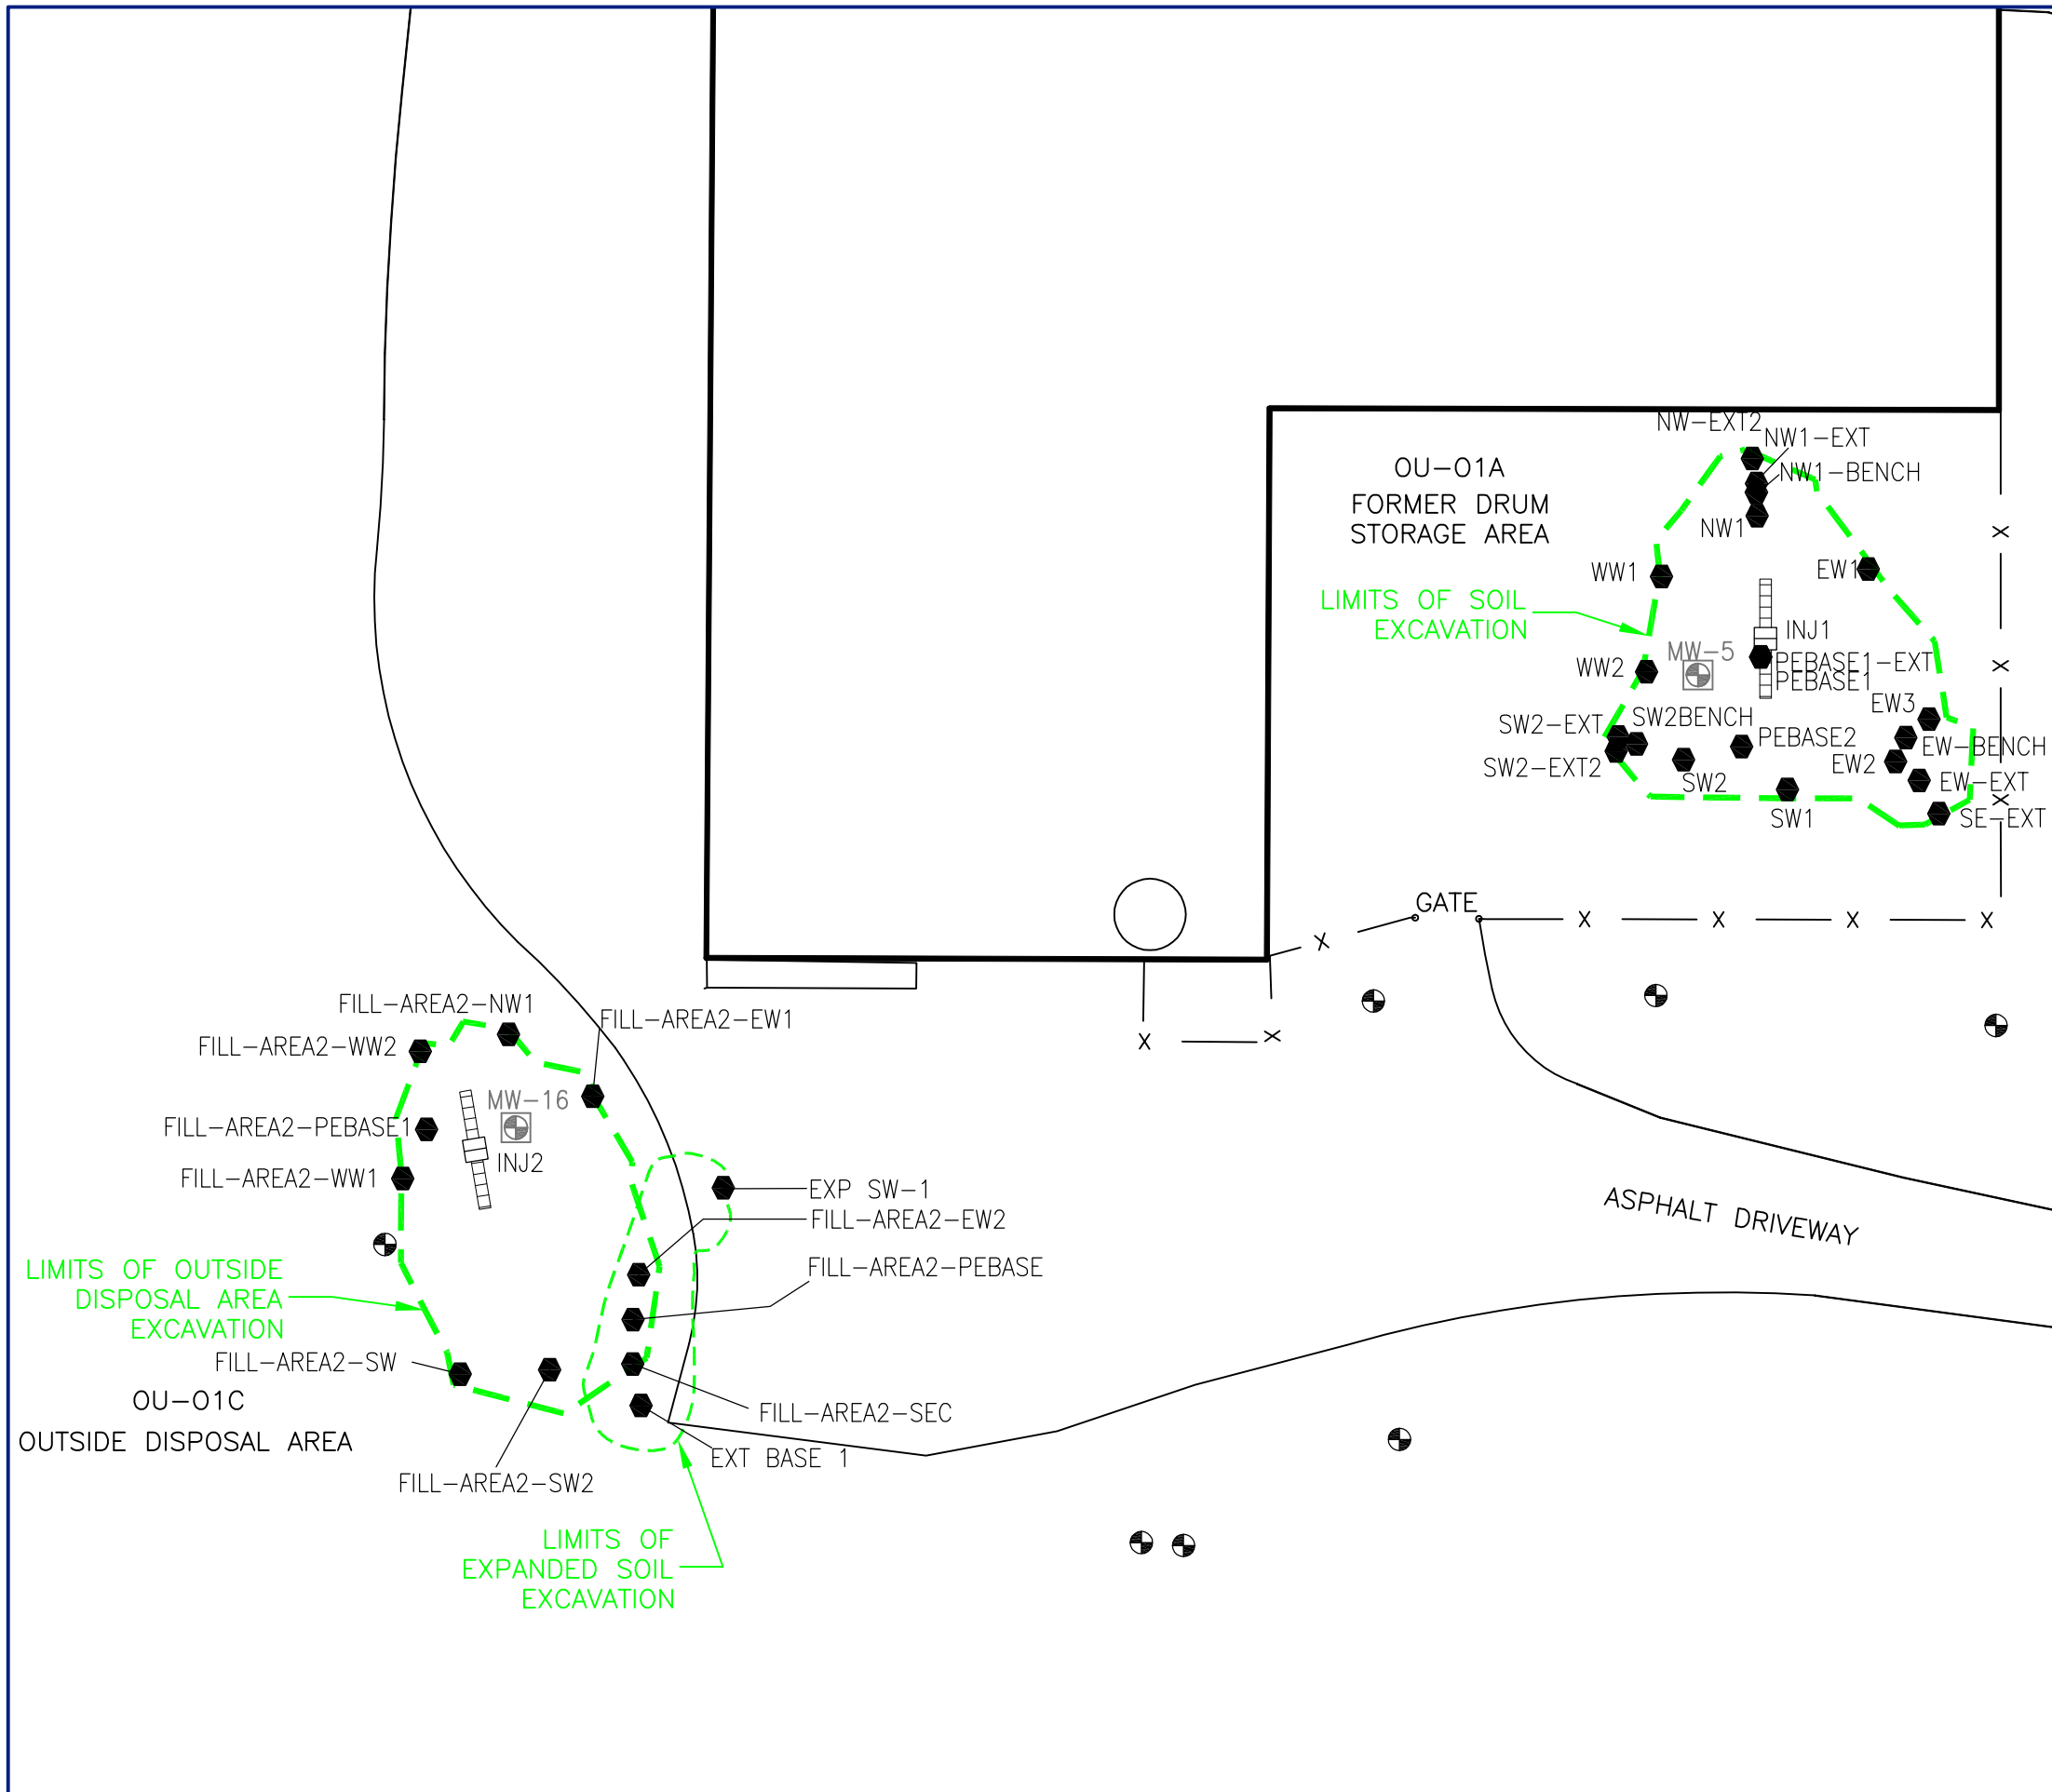 NW-EXT2
NW1-EXT
NW1-BENCH
NW1
OU-01A
FORMER DRUM
STORAGE AREA
WW1
EW1
LIMITS OF SOIL
EXCAVATION
INJ1
MW-5
PEBASE1-EXT
PEBASE1
WW2
EW3
SW2-EXT
SW2BENCH
PEBASE2
EW-BENCH
SW2-EXT2
SW2
EW2
EW-EXT
SW1
SE-EXT
X
X
X
GATE
X
X
X
X
X
X
X
FILL-AREA2-NW1
FILL-AREA2-EW1
FILL-AREA2-WW2
MW-16
FILL-AREA2-PEBASE1
INJ2
FILL-AREA2-WW1
EXP SW-1
FILL-AREA2-EW2
FILL-AREA2-PEBASE
ASPHALT DRIVEWAY
LIMITS OF OUTSIDE
DISPOSAL AREA
EXCAVATION
FILL-AREA2-SW
OU-01C
OUTSIDE DISPOSAL AREA
FILL-AREA2-SEC
EXT BASE 1
FILL-AREA2-SW2
LIMITS OF
EXPANDED SOIL
EXCAVATION